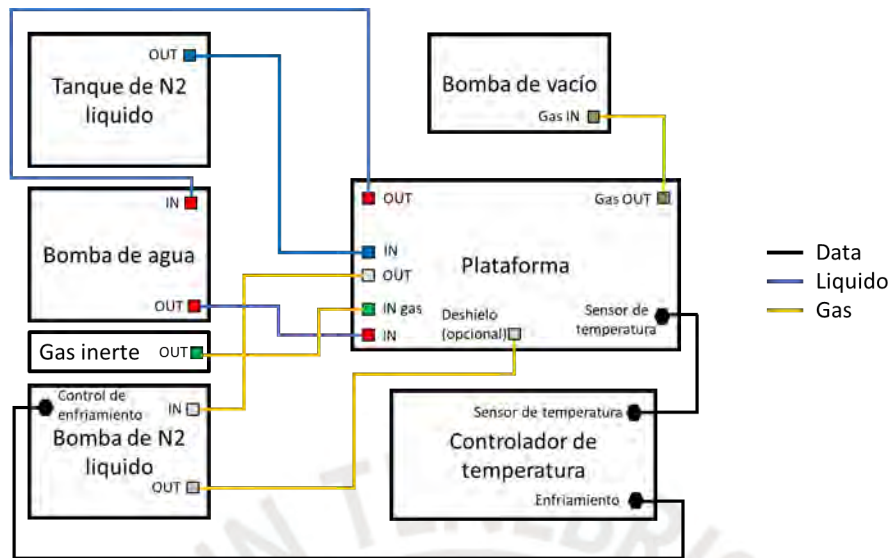 OUT
Tanque de N2
liquido
Bomba de vacío
Gas IN
IN
Bomba de agua
OUT
OUT
Gas OUT
IN
OUT
Plataforma
IN gas
Deshielo
(opcional)
IN
Sensor de
temperatura
Data
Liquido
Gas
Gas inerte
OUT
Control de
enfriamiento
IN
Bomba de N2
liquido
OUT
Sensor de temperatura
Controlador de
temperatura
Enfriamiento
IN TENEBRIS